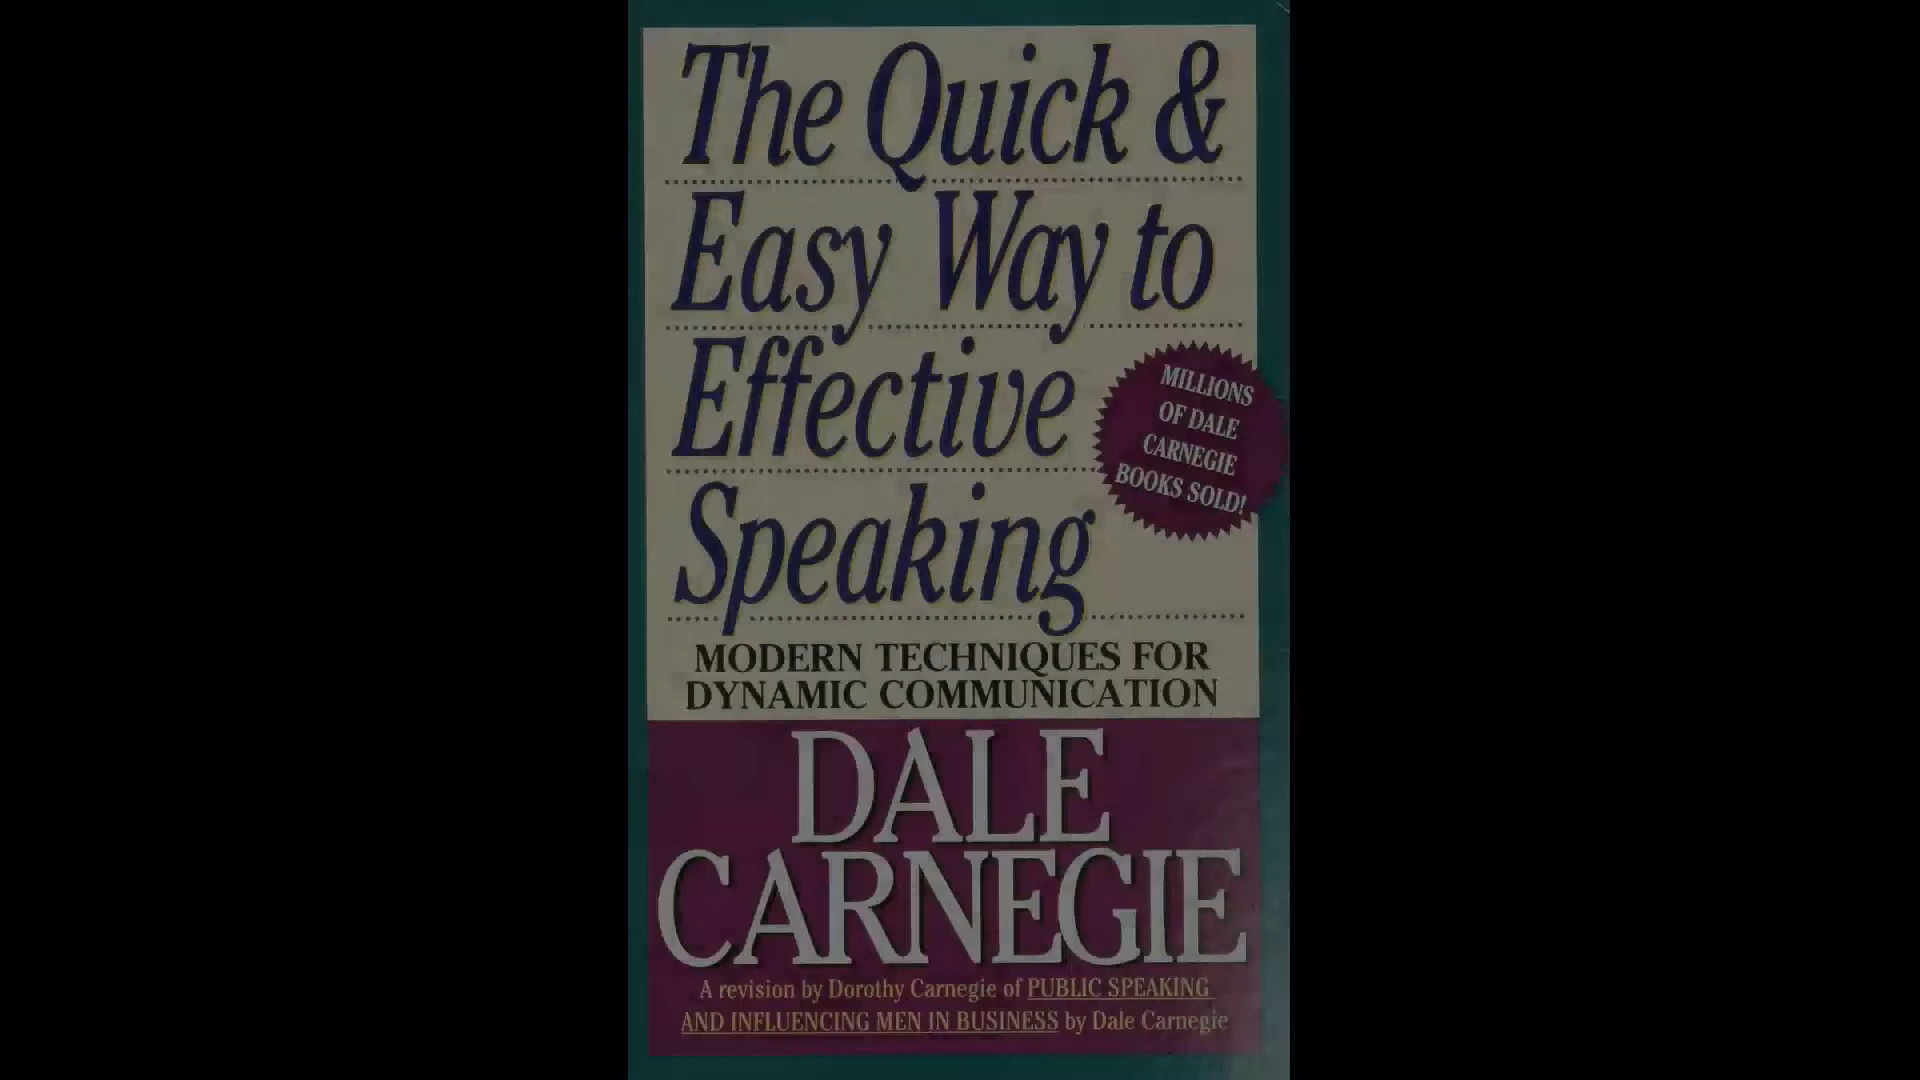 The Quick &
Easy Way to
Effective
Speaking
MILLIONS
OF DALE
CARNEGIE
BOOKS SOLD!
MODERN TECHNIQUES FOR
DYNAMIC COMMUNICATION
DALE
CARNEGIE
A revision by Dorothy Carnegie of PUBLIC SPEAKING
AND INFLUENCING MEN IN BUSINESS by Dale Carnegie